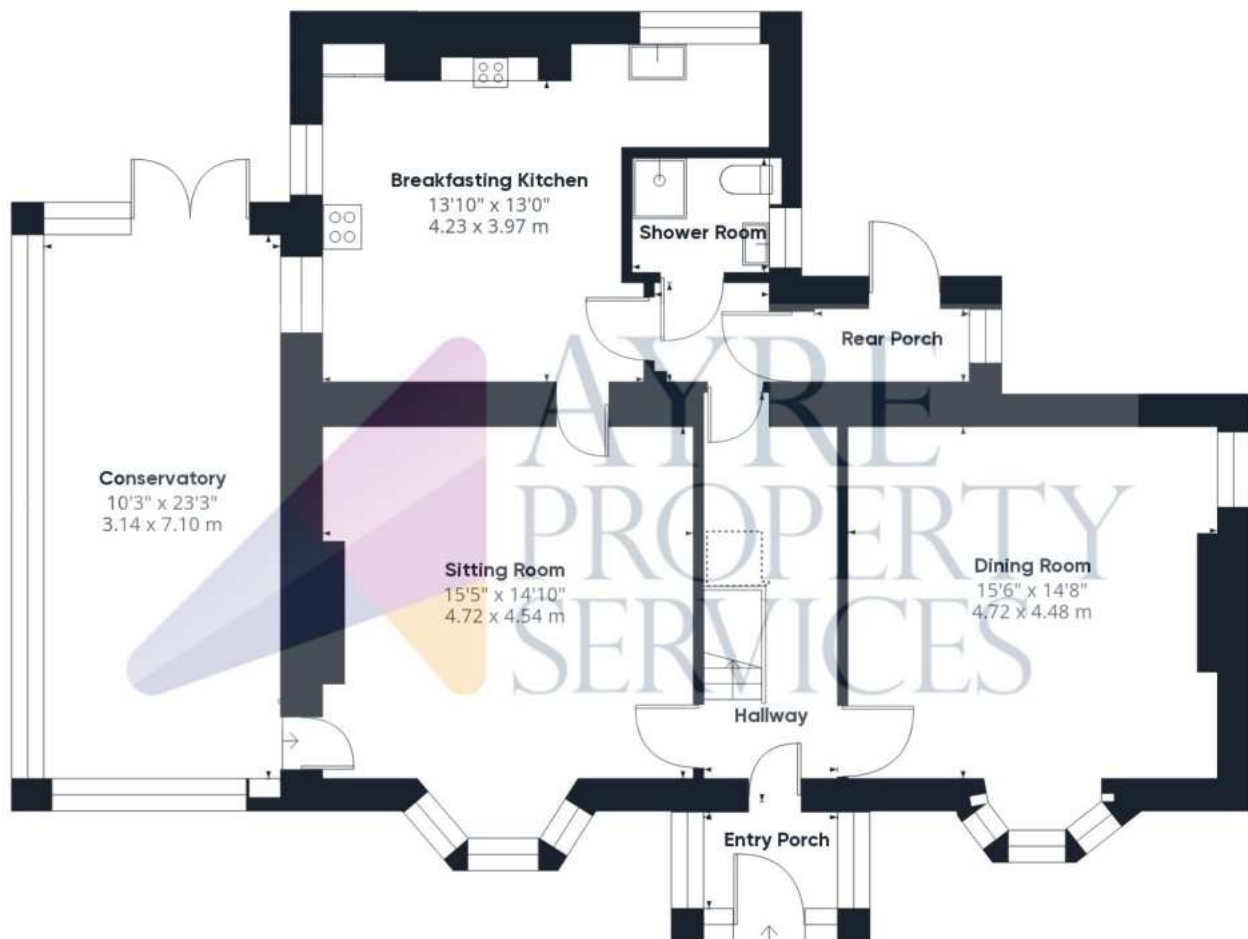 Breakfasting Kitchen
13'10" x 13'0"
4.23 x 3.97 m
Shower Room
Rear Porch
Conservatory
10'3" x 23'3"
3.14 x 7.10 m
Sitting Room
15'5" x 14'10"
4.72 x 4.54 m
Dining Room
15'6" x 14'8"
4.72 x 4.48 m
Hallway
Entry Porch
AYRE
PROPERTY
SERVICES